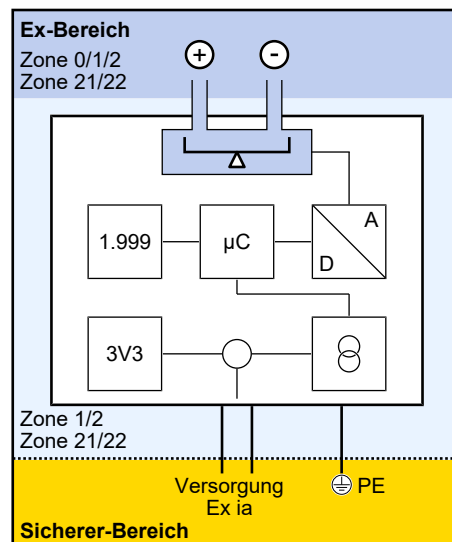 Ex-Bereich
Zone 0/1/2
Zone 21/22
+
-
1.999
µC
A
D
3V3
Zone 1/2
Zone 21/22
Versorgung
Ex ia
PE
Sicherer-Bereich